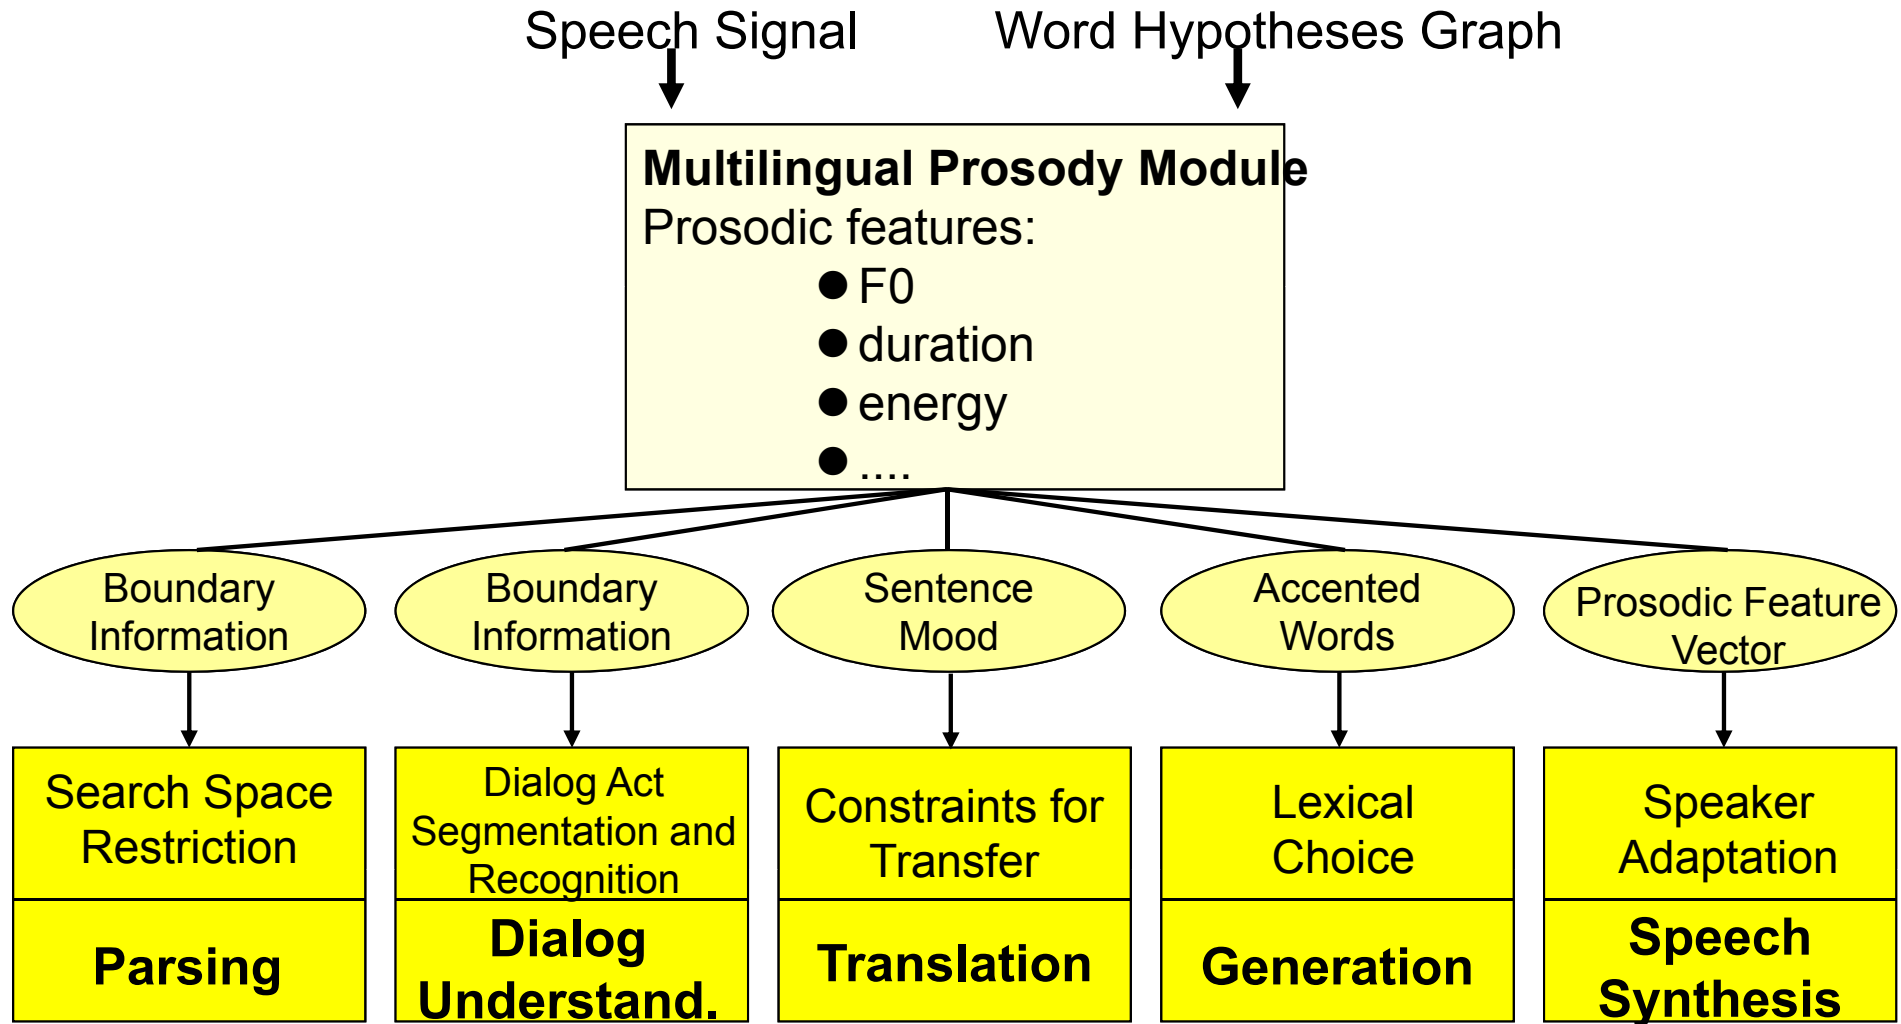 Speech Signal
Word Hypotheses Graph
Multilingual Prosody Module
Prosodic features:
● F0
● duration
● energy
● ....
Boundary
Information
Boundary
Information
Sentence
Mood
Accented
Words
Prosodic Feature
Vector
Search Space
Restriction
Parsing
Dialog Act
Segmentation and
Recognition
Dialog
Understand.
Constraints for
Transfer
Translation
Lexical
Choice
Generation
Speaker
Adaptation
Speech
Synthesis